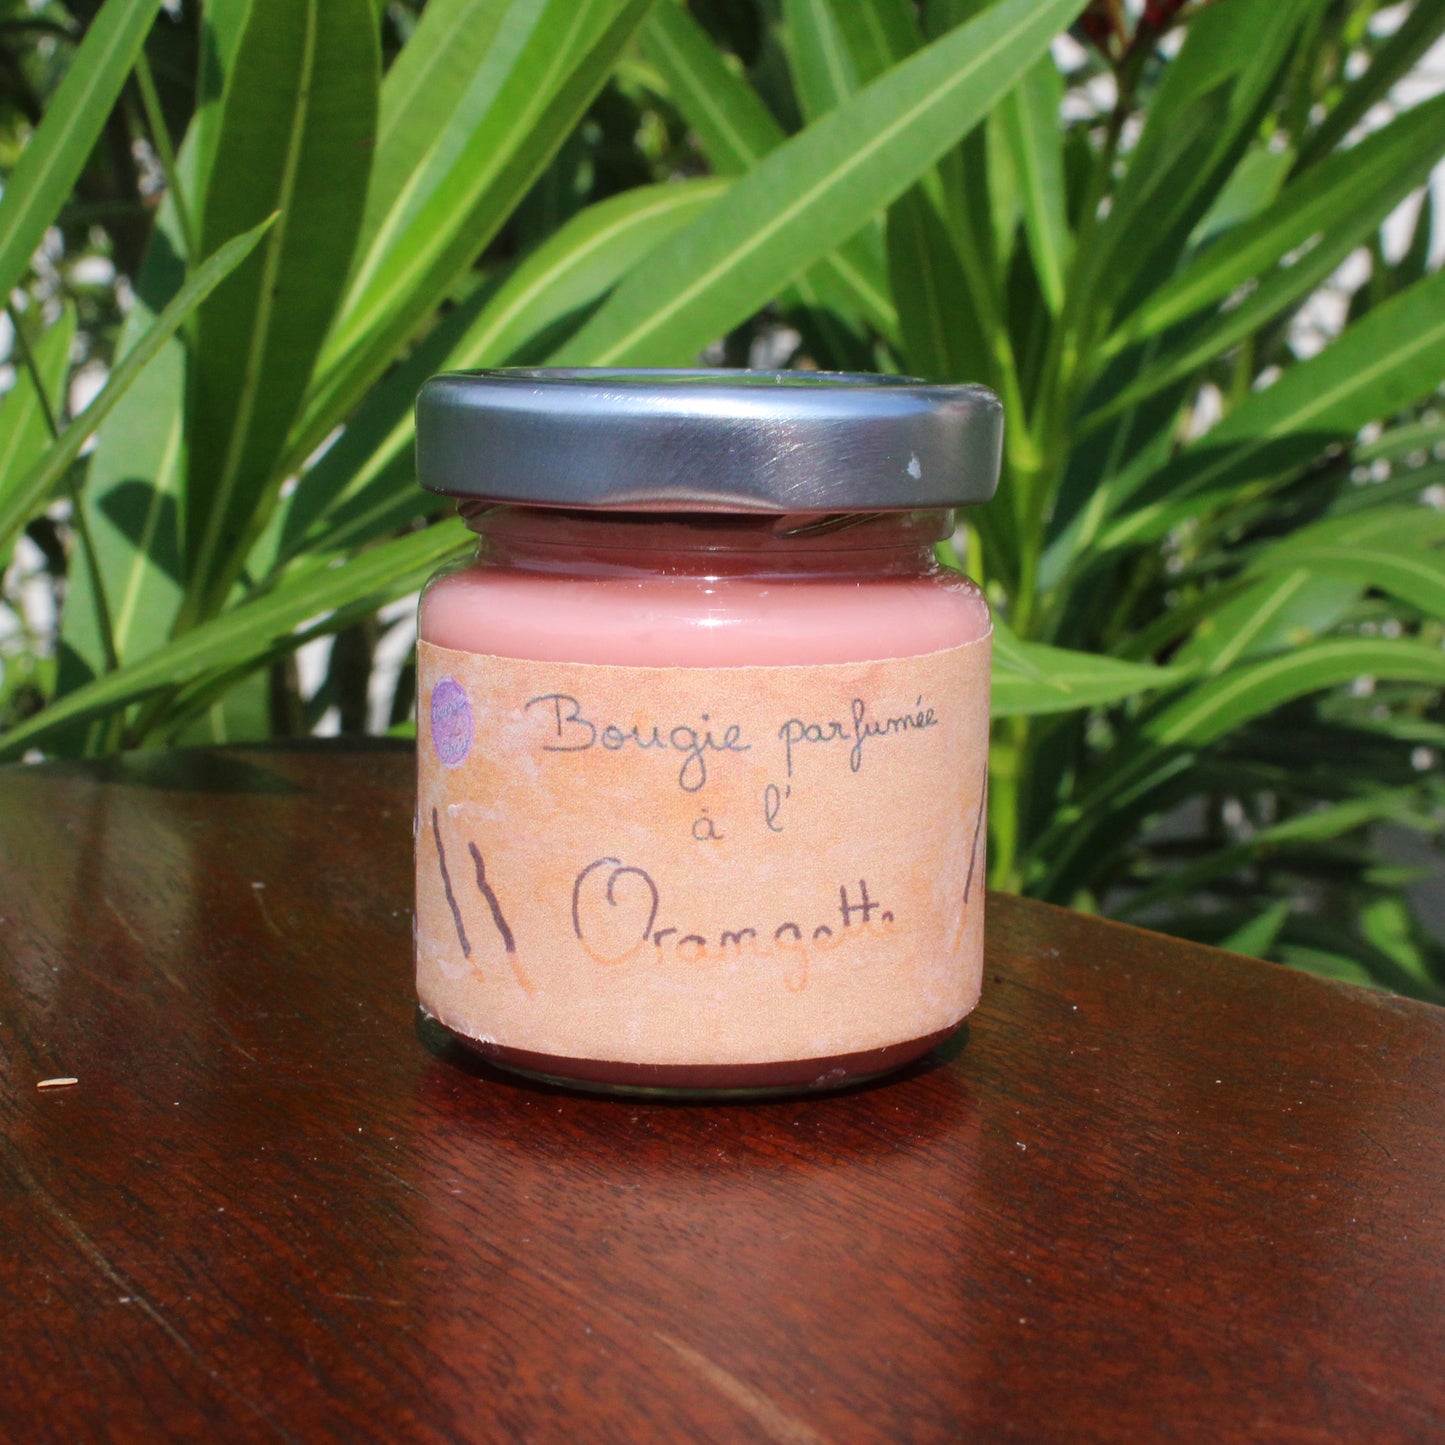 Bougie parfumée
à l'
Orangette